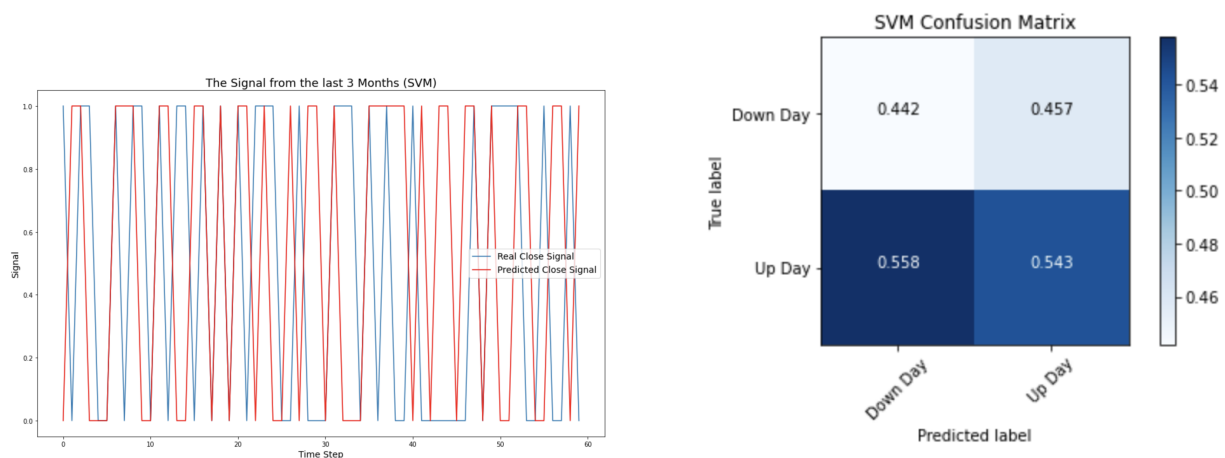 The Signal from the last 3 Months (SVM)
1.0
0.8
0.6
0.4
0.2
0.0
Signal
Real Close Signal
Predicted Close Signal
0
10
20
30
40
50
60
Time Step
SVM Confusion Matrix
True label
Down Day
0.442
0.457
Up Day
0.558
0.543
Down Day
Up Day
Predicted label
0.54
0.52
0.50
0.48
0.46